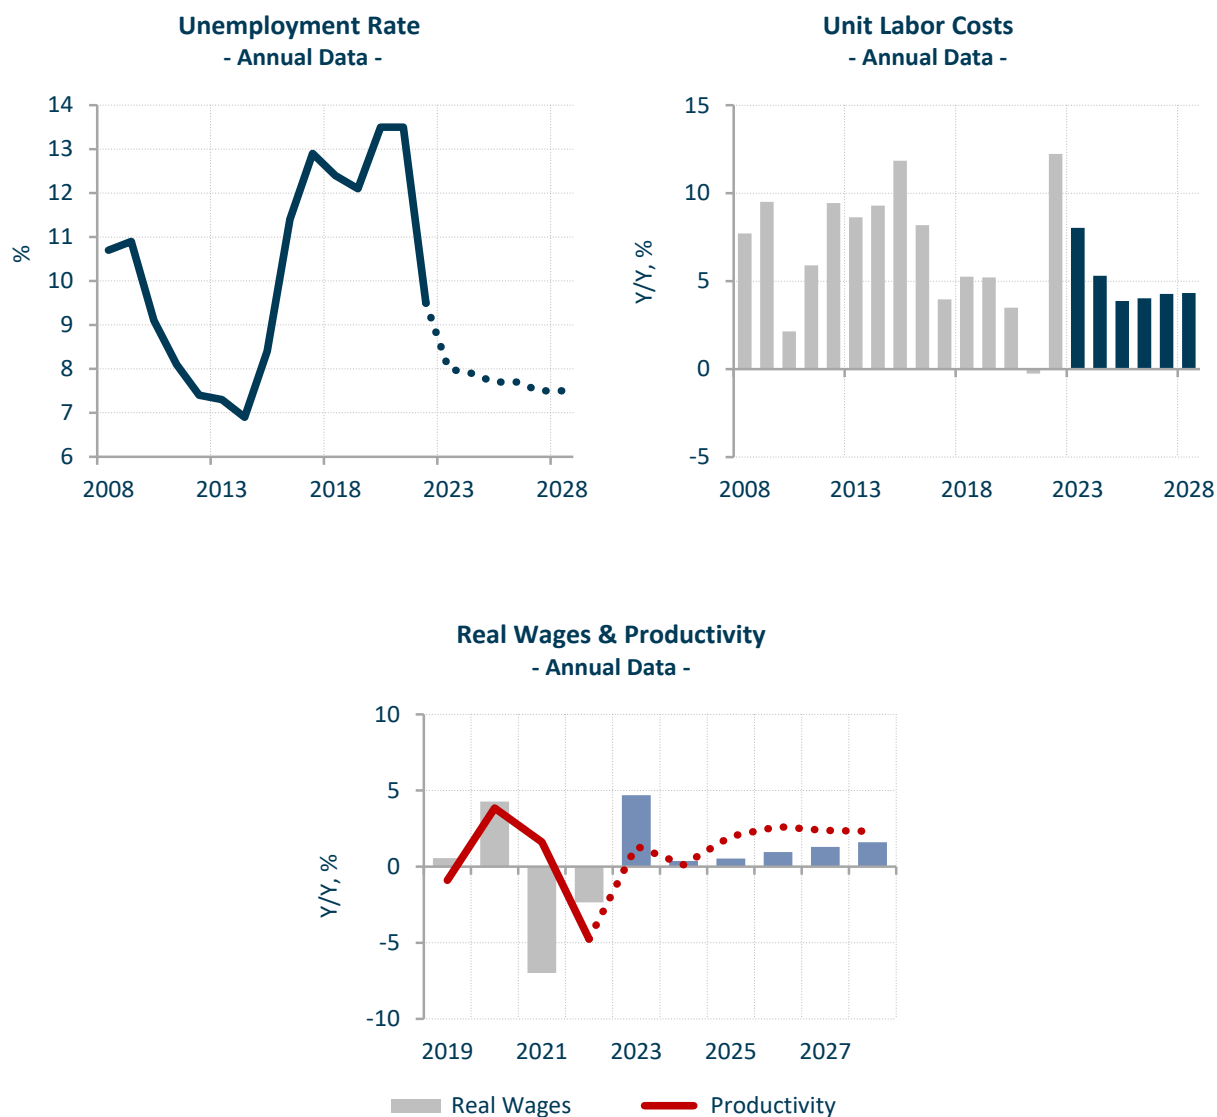 Unemployment Rate
- Annual Data -
14
13
12
11
10
9
8
7
6
%
2008 2013 2018 2023 2028
Unit Labor Costs
- Annual Data -
15
10
5
0
-5
Y/Y, %
2008 2013 2018 2023 2028
Real Wages & Productivity
- Annual Data -
10
5
0
-5
-10
Y/Y, %
2019 2021 2023 2025 2027
Real Wages Productivity